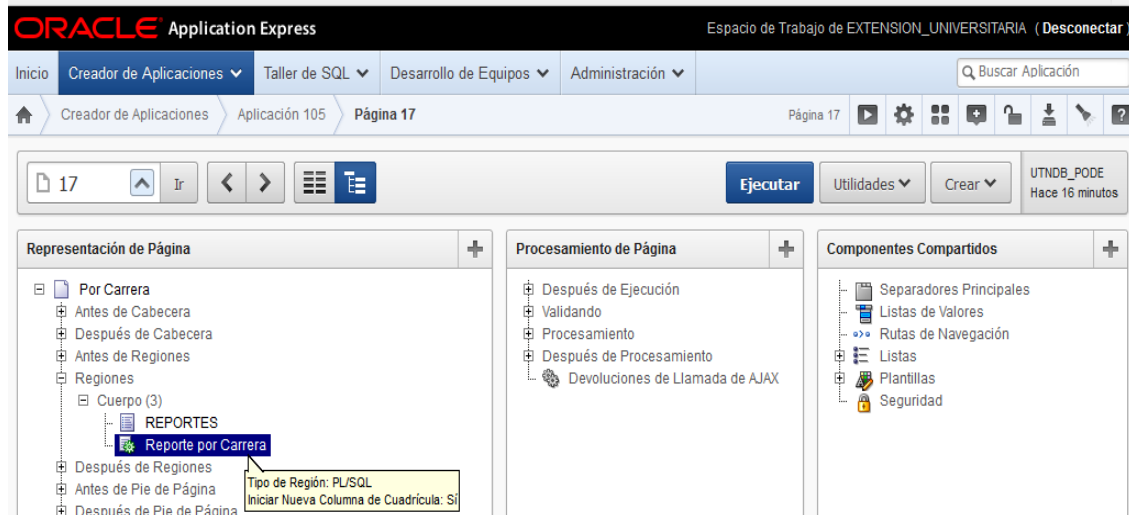 ORACLE Application Express
Espacio de Trabajo de EXTENSION_UNIVERSITARIA ( Desconectar )
Inicio Creador de Aplicaciones Taller de SQL Desarrollo de Equipos Administración Buscar Aplicación
Creador de Aplicaciones Aplicación 105 Página 17 Página 17 ?
17 Ir Ejecutar Utilidades Crear UTNDB_PODE
Hace 16 minutos
Representación de Página
Por Carrera
Antes de Cabecera
Después de Cabecera
Antes de Regiones
Regiones
Cuerpo (3)
REPORTES
Reporte por Carrera
Después de Regiones
Antes de Pie de Página
Después de Pie de Página
Tipo de Región: PL/SQL
Iniciar Nueva Columna de Cuadrícula: Sí
Procesamiento de Página
Después de Ejecución
Validando
Procesamiento
Después de Procesamiento
Devoluciones de Llamada de AJAX
Componentes Compartidos
Separadores Principales
Listas de Valores
Rutas de Navegación
Listas
Plantillas
Seguridad